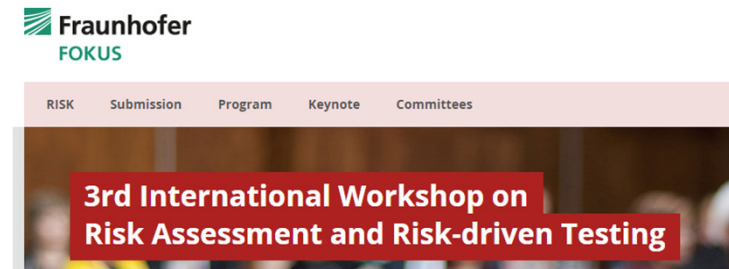 Fraunhofer
FOKUS
RISK Submission Program Keynote Committees
3rd International Workshop on
Risk Assessment and Risk-driven Testing